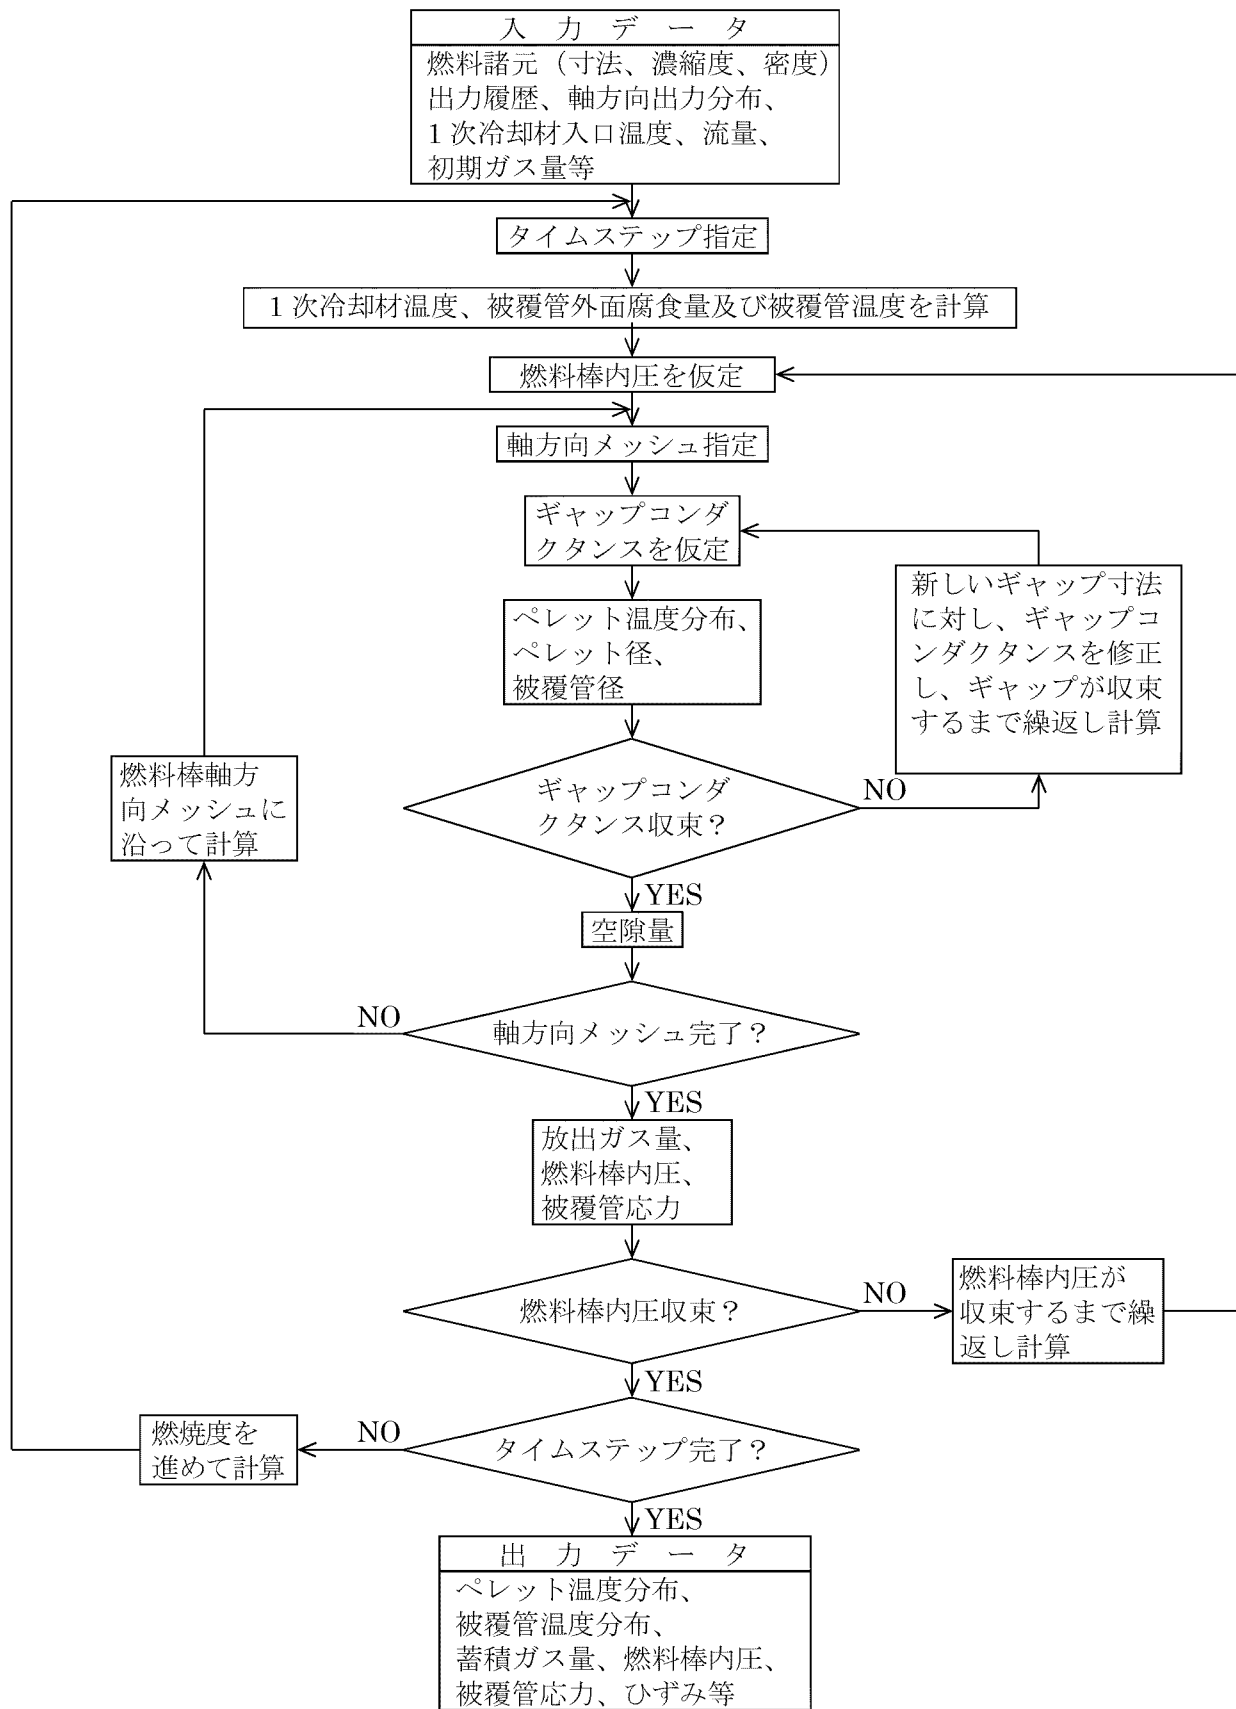 入力データ
燃料諸元（寸法、濃縮度、密度）
出力履歴、軸方向出力分布、
1次冷却材入口温度、流量、
初期ガス量等
タイムステップ指定
1次冷却材温度、被覆管外面腐食量及び被覆管温度を計算
燃料棒内圧を仮定
軸方向メッシュ指定
ギャップコンダ
クタンスを仮定
新しいギャップ寸法
に対し、ギャップコ
ンダクタンスを修正
し、ギャップが収束
するまで繰返し計算
ペレット温度分布、
ペレット径、
被覆管径
燃料棒軸方
向メッシュに
沿って計算
ギャップコンダ
クタンス収束？
NO
YES
空隙量
NO
軸方向メッシュ完了？
YES
放出ガス量、
燃料棒内圧、
被覆管応力
燃料棒内圧収束？
NO
燃料棒内圧が
収束するまで繰
返し計算
YES
燃焼度を
進めて計算
NO
タイムステップ完了？
YES
出力データ
ペレット温度分布、
被覆管温度分布、
蓄積ガス量、燃料棒内圧、
被覆管応力、ひずみ等